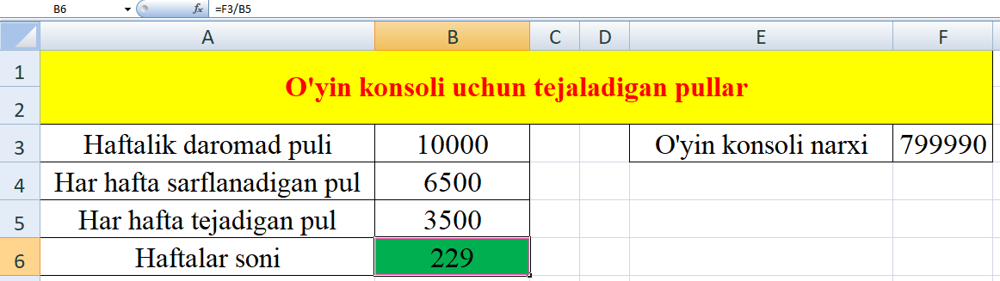 B6 fx =F3/B5
A B C D E F
1
O'yin konsoli uchun tejaladigan pullar
2
3 Haftalik daromad puli 10000 O'yin konsoli narxi 799990
4 Har hafta sarflanadigan pul 6500
5 Har hafta tejadigan pul 3500
6 Haftalar soni 229